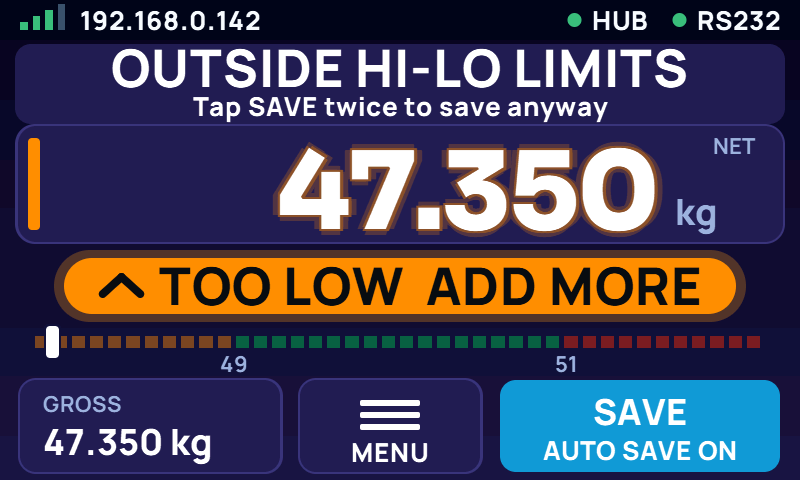 192.168.0.142
HUB
RS232
OUTSIDE HI-LO LIMITS
Tap SAVE twice to save anyway
NET
47.350 kg
TOO LOW ADD MORE
49
51
GROSS
47.350 kg
MENU
SAVE
AUTO SAVE ON